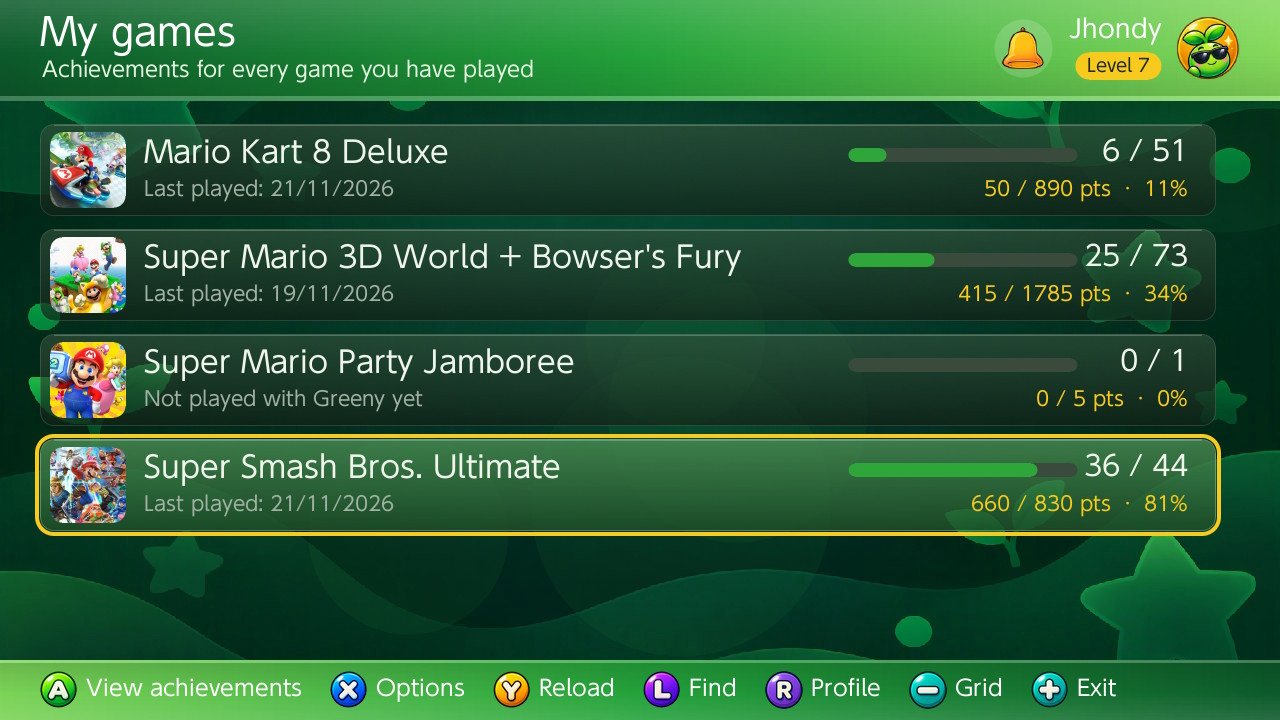 My games
Achievements for every game you have played
Jhondy
Level 7
Mario Kart 8 Deluxe
Last played: 21/11/2026
6 / 51
50 / 890 pts · 11%
Super Mario 3D World + Bowser's Fury
Last played: 19/11/2026
25 / 73
415 / 1785 pts · 34%
Super Mario Party Jamboree
Not played with Greeny yet
0 / 1
0 / 5 pts · 0%
Super Smash Bros. Ultimate
Last played: 21/11/2026
36 / 44
660 / 830 pts · 81%
A View achievements X Options Y Reload L Find R Profile − Grid + Exit